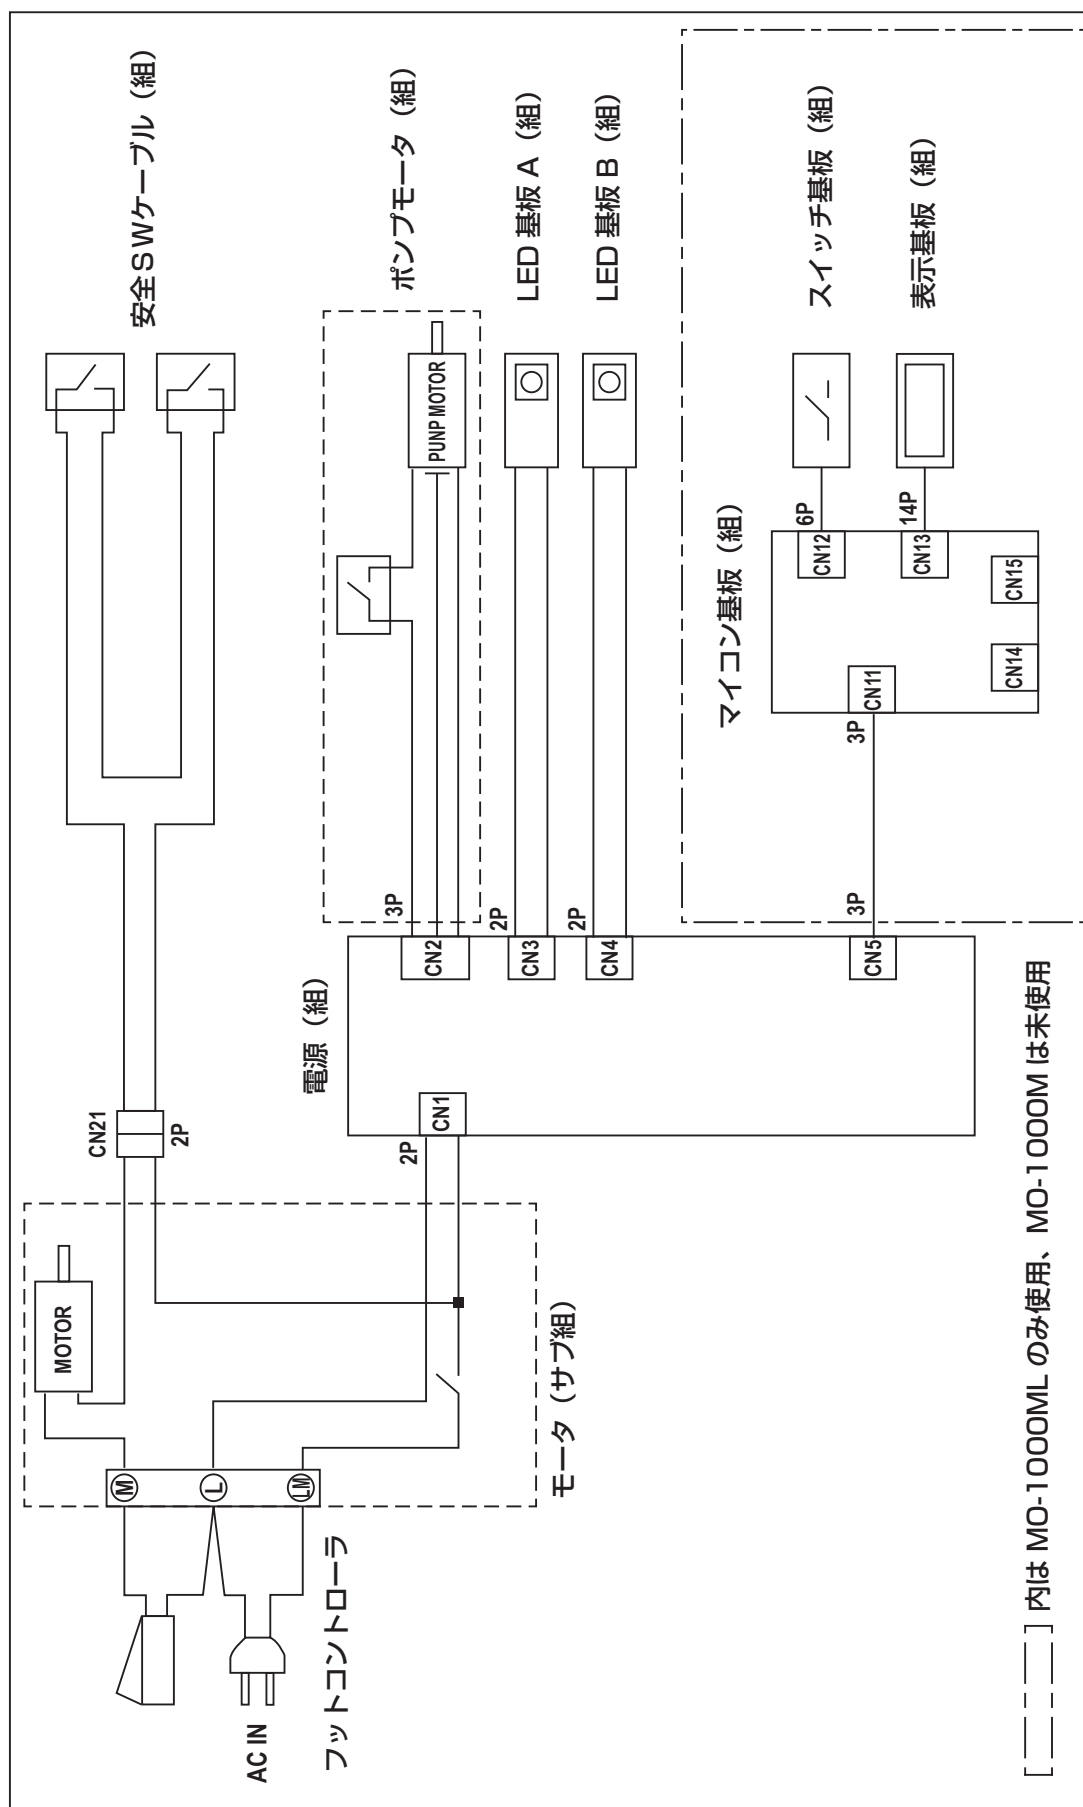 安全SWケーブル（組）
ポンプモータ（組）
LED 基板 A（組）
LED 基板 B（組）
スイッチ基板（組）
表示基板（組）
PUNP MOTOR
6P
14P
CN12
CN13
CN15
CN14
CN11
マイコン基板（組）
3P
3P
3P
2P
2P
CN2
CN3
CN4
CN5
電源（組）
CN1
2P
CN21
2P
MOTOR
モータ（サブ組）
M
L
LM
フットコントローラ
AC IN
内は MO-1000ML のみ使用、MO-1000M は未使用